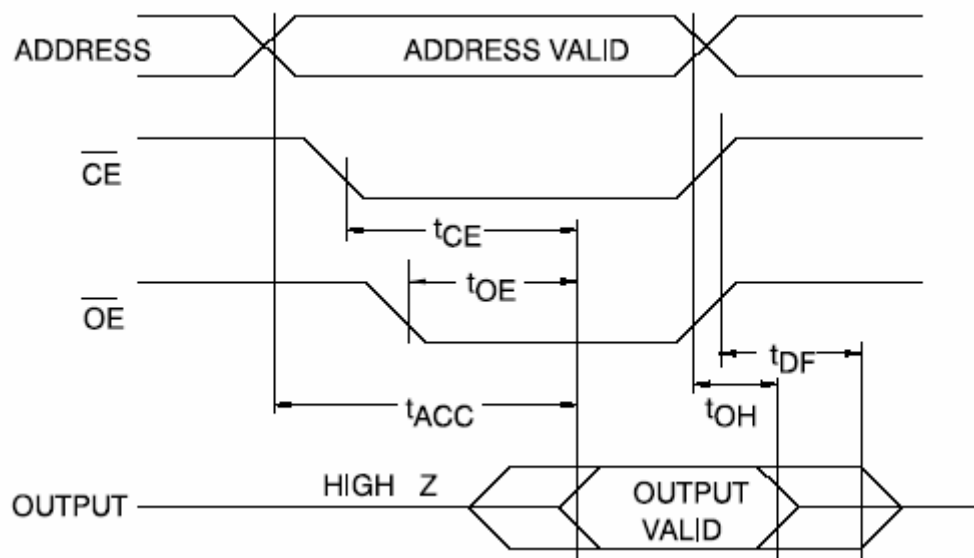 ADDRESS
ADDRESS VALID
CE
tCE
tOE
OE
tDF
tOH
tACC
HIGH Z
OUTPUT
OUTPUT
VALID